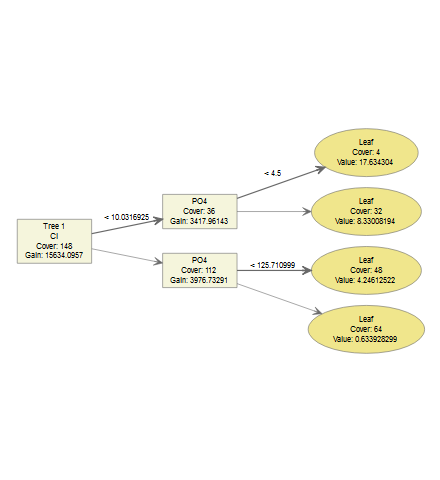 Leaf
Cover: 4
Value: 17.634304
< 4.5
PO4
Cover: 36
Gain: 3417.96143
Leaf
Cover: 32
Value: 8.33008194
< 10.0316925
Tree 1
Cl
Cover: 148
Gain: 15634.0957
PO4
Cover: 112
Gain: 3976.73291
< 125.710999
Leaf
Cover: 48
Value: 4.24612522
Leaf
Cover: 64
Value: 0.633928299